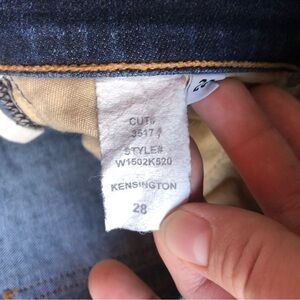 CUT#
3517
STYLE#
W1502K520
KENSINGTON
28